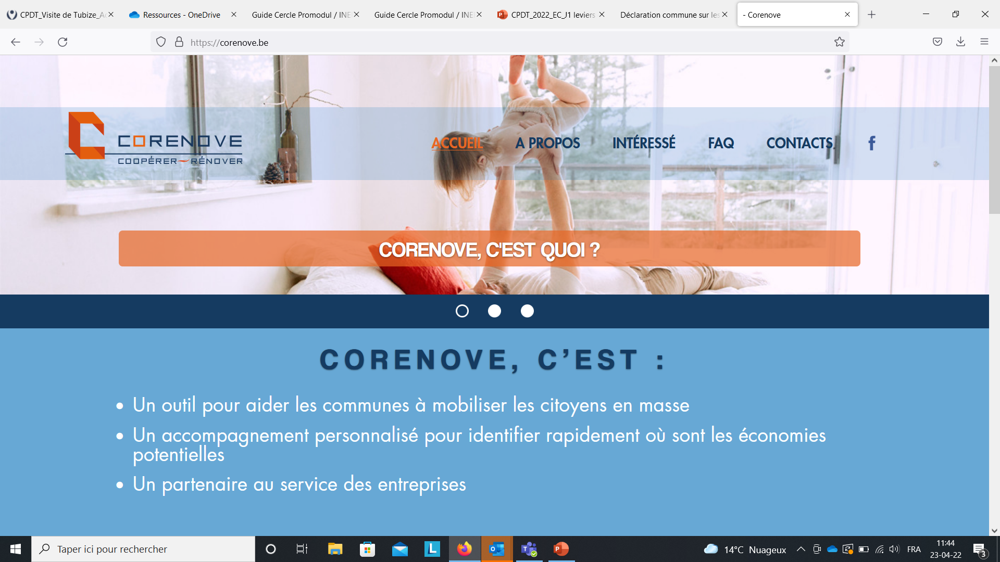 CPDT_Visite de Tubize_A
Ressources - OneDrive
Guide Cercle Promodul / INE
Guide Cercle Promodul / INE
CPDT_2022_EC_J1 leviers
Déclaration commune sur les
- Corenove
https://corenove.be
CORENOVE
COOPÉRER RÉNOVER
ACCUEIL
A PROPOS
INTÉRESSÉ
FAQ
CONTACTS
f
CORENOVE, C'EST QUOI ?
CORENOVE, C’EST :
• Un outil pour aider les communes à mobiliser les citoyens en masse
• Un accompagnement personnalisé pour identifier rapidement où sont les économies
potentielles
• Un partenaire au service des entreprises
Taper ici pour rechercher
14°C Nuageux
FRA
11:44
23-04-22
3